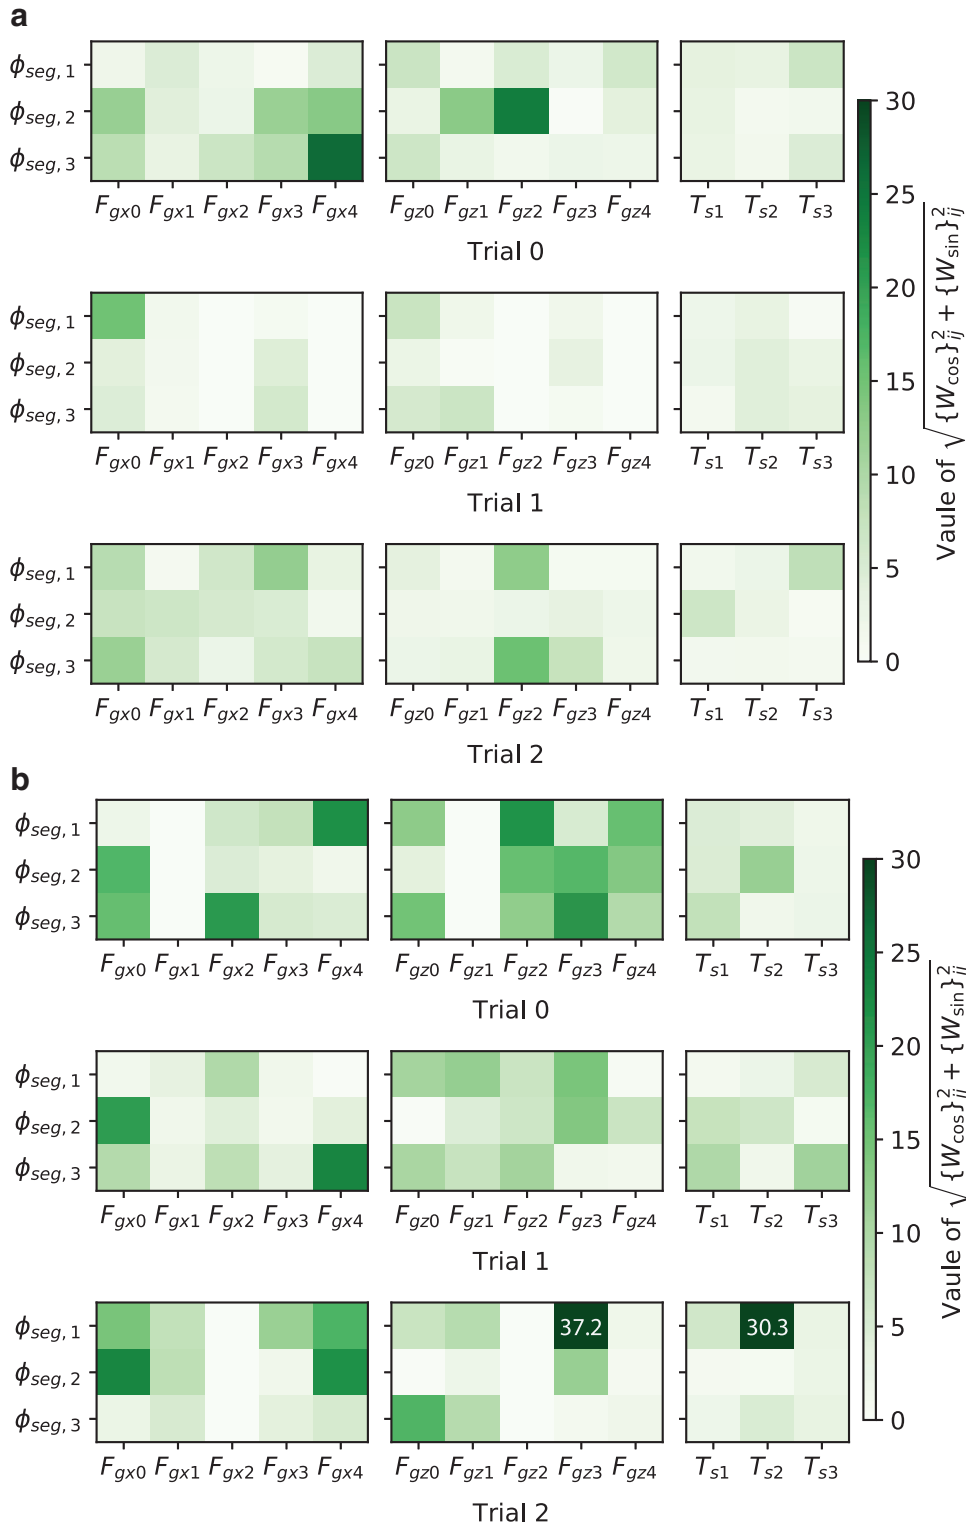 a
ϕseg, 1
ϕseg, 2
ϕseg, 3
Fgx0 Fgx1 Fgx2 Fgx3 Fgx4 Fgz0 Fgz1 Fgz2 Fgz3 Fgz4 Ts1 Ts2 Ts3
Trial 0
ϕseg, 1
ϕseg, 2
ϕseg, 3
Fgx0 Fgx1 Fgx2 Fgx3 Fgx4 Fgz0 Fgz1 Fgz2 Fgz3 Fgz4 Ts1 Ts2 Ts3
Trial 1
ϕseg, 1
ϕseg, 2
ϕseg, 3
Fgx0 Fgx1 Fgx2 Fgx3 Fgx4 Fgz0 Fgz1 Fgz2 Fgz3 Fgz4 Ts1 Ts2 Ts3
Trial 2
30
25
20
15
10
5
0
Vaule of √{Wcos}²ij + {Wsin}²ij
b
ϕseg, 1
ϕseg, 2
ϕseg, 3
Fgx0 Fgx1 Fgx2 Fgx3 Fgx4 Fgz0 Fgz1 Fgz2 Fgz3 Fgz4 Ts1 Ts2 Ts3
Trial 0
ϕseg, 1
ϕseg, 2
ϕseg, 3
Fgx0 Fgx1 Fgx2 Fgx3 Fgx4 Fgz0 Fgz1 Fgz2 Fgz3 Fgz4 Ts1 Ts2 Ts3
Trial 1
ϕseg, 1 37.2 30.3
ϕseg, 2
ϕseg, 3
Fgx0 Fgx1 Fgx2 Fgx3 Fgx4 Fgz0 Fgz1 Fgz2 Fgz3 Fgz4 Ts1 Ts2 Ts3
Trial 2
30
25
20
15
10
5
0
Vaule of √{Wcos}²ij + {Wsin}²ij